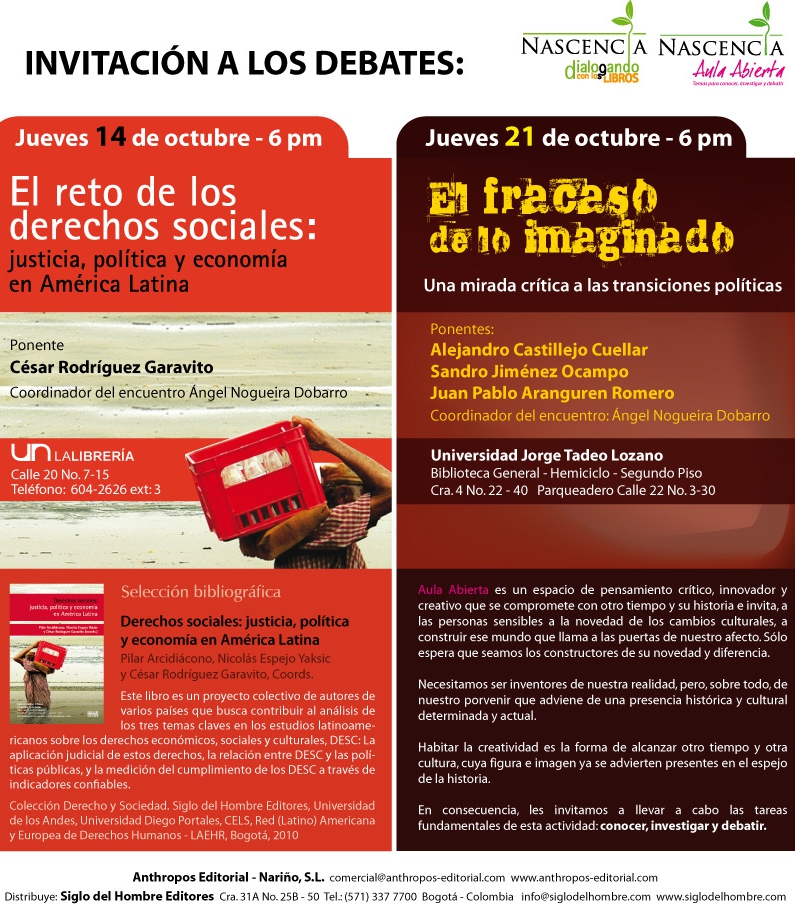 INVITACIÓN A LOS DEBATES:
NASCENCIA
dialogando
con los LIBROS
NASCENCIA
Aula Abierta
Temas para conocer, investigar y debatir
Jueves 14 de octubre - 6 pm
El reto de los
derechos sociales:
justicia, política y economía
en América Latina
Ponente
César Rodríguez Garavito
Coordinador del encuentro Ángel Nogueira Dobarro
un LALIBRERÍA
Calle 20 No. 7-15
Teléfono: 604-2626 ext: 3
Selección bibliográfica
Derechos sociales:
justicia, política y economía
en América Latina
Derechos sociales: justicia, política
y economía en América Latina
Pilar Arcidiácono, Nicolás Espejo Yaksic
y César Rodríguez Garavito, Coords.
Este libro es un proyecto colectivo de autores de
varios países que busca contribuir al análisis de
los tres temas claves en los estudios latinoame-
ricanos sobre los derechos económicos, sociales y culturales, DESC: La
aplicación judicial de estos derechos, la relación entre DESC y las polí-
ticas públicas, y la medición del cumplimiento de los DESC a través de
indicadores confiables.
Colección Derecho y Sociedad. Siglo del Hombre Editores, Universidad
de los Andes, Universidad Diego Portales, CELS, Red (Latino) Americana
y Europea de Derechos Humanos - LAEHR, Bogotá, 2010
Jueves 21 de octubre - 6 pm
El fracaso
de lo imaginado
Una mirada crítica a las transiciones políticas
Ponentes:
Alejandro Castillejo Cuellar
Sandro Jiménez Ocampo
Juan Pablo Aranguren Romero
Coordinador del encuentro: Ángel Nogueira Dobarro
Universidad Jorge Tadeo Lozano
Biblioteca General - Hemiciclo - Segundo Piso
Cra. 4 No. 22 - 40 Parqueadero Calle 22 No. 3-30
Aula Abierta es un espacio de pensamiento crítico, innovador y
creativo que se compromete con otro tiempo y su historia e invita, a
las personas sensibles a la novedad de los cambios culturales, a
construir ese mundo que llama a las puertas de nuestro afecto. Sólo
espera que seamos los constructores de su novedad y diferencia.
Necesitamos ser inventores de nuestra realidad, pero, sobre todo, de
nuestro porvenir que adviene de una presencia histórica y cultural
determinada y actual.
Habitar la creatividad es la forma de alcanzar otro tiempo y otra
cultura, cuya figura e imagen ya se advierten presentes en el espejo
de la historia.
En consecuencia, les invitamos a llevar a cabo las tareas
fundamentales de esta actividad: conocer, investigar y debatir.
Anthropos Editorial - Nariño, S.L. comercial@anthropos-editorial.com www.anthropos-editorial.com
Distribuye: Siglo del Hombre Editores Cra. 31A No. 25B - 50 Tel.: (571) 337 7700 Bogotá - Colombia info@siglodelhombre.com www.siglodelhombre.com